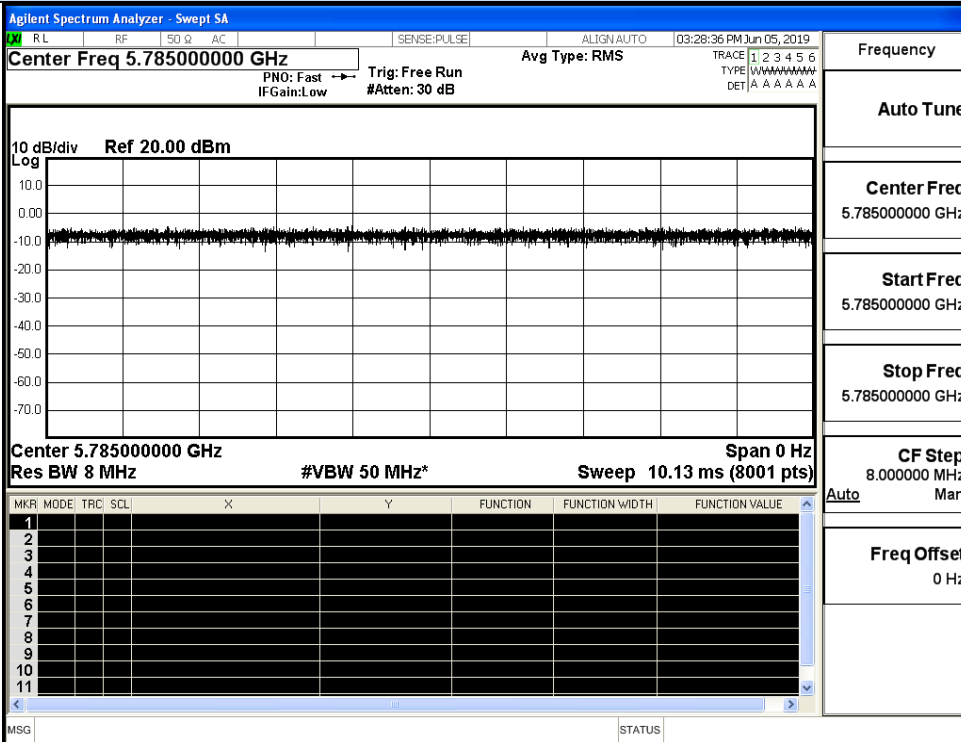 Agilent Spectrum Analyzer - Swept SA
LXI RL RF 50 Ω AC SENSE:PULSE ALIGN AUTO 03:28:36 PM Jun 05, 2019
Center Freq 5.785000000 GHz
PNO: Fast
IFGain:Low
Trig: Free Run
#Atten: 30 dB
Avg Type: RMS
TRACE 1 2 3 4 5 6
TYPE WWWWWW
DET A A A A A A
10 dB/div Ref 20.00 dBm
Log
10.0
0.00
-10.0
-20.0
-30.0
-40.0
-50.0
-60.0
-70.0
Center 5.785000000 GHz Span 0 Hz
Res BW 8 MHz #VBW 50 MHz* Sweep 10.13 ms (8001 pts)
MKR MODE TRC SCL X Y FUNCTION FUNCTION WIDTH FUNCTION VALUE
1
2
3
4
5
6
7
8
9
10
11
MSG STATUS
Frequency
Auto Tune
Center Freq
5.785000000 GHz
Start Freq
5.785000000 GHz
Stop Freq
5.785000000 GHz
CF Step
8.000000 MHz
Auto Man
Freq Offset
0 Hz